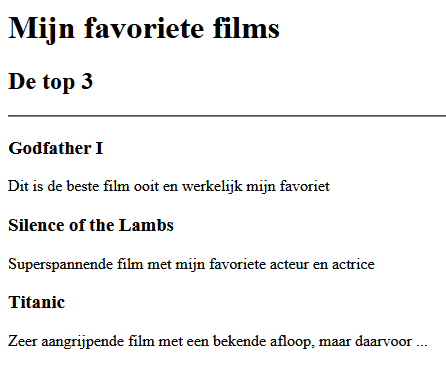 Mijn favoriete films
De top 3
Godfather I
Dit is de beste film ooit en werkelijk mijn favoriet
Silence of the Lambs
Superspannende film met mijn favoriete acteur en actrice
Titanic
Zeer aangrijpende film met een bekende afloop, maar daarvoor ...